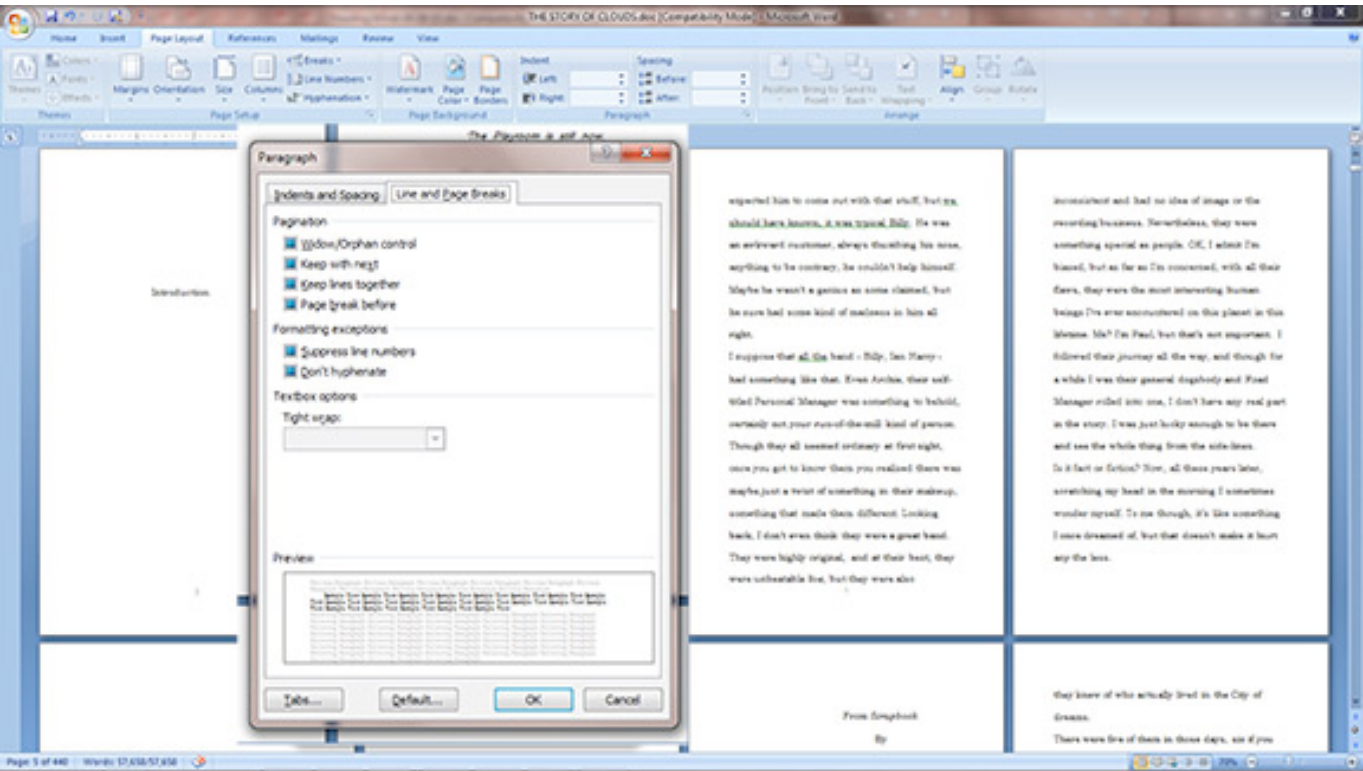 THE STORY OF CLOUDS.doc [Compatibility Mode] - Microsoft Word
Home Insert Page Layout References Mailings Review View
Colors Breaks Indent Spacing
Themes Fonts Margins Orientation Size Columns Line Numbers Watermark Page Color Page Borders Left: Before: Position Bring to Front Send to Back Text Wrapping Align Group Rotate
Effects Hyphenation Right: After:
Themes Page Setup Page Background Paragraph Arrange
The Playroom is still now
Paragraph
Indents and Spacing Line and Page Breaks
Pagination
Widow/Orphan control
Keep with next
Keep lines together
Page break before
Formatting exceptions
Suppress line numbers
Don't hyphenate
Textbox options
Tight wrap:
Preview
Tabs... Default... OK Cancel
Introduction
expected him to come out with that stuff, but we
should have known, it was typical Billy. He was
an awkward customer, always thumbing his nose,
anything to be contrary, he couldn't help himself.
Maybe he wasn't a genius as some claimed, but
he sure had some kind of madness in him all
right.
I suppose that all the band - Billy, Ian Harry -
had something like that. Even Archie, their self-
titled Personal Manager was something to behold,
certainly not your run-of-the-mill kind of person.
Though they all seemed ordinary at first sight,
once you got to know them you realised there was
maybe just a twist of something in their makeup,
something that made them different. Looking
back, I don't even think they were a great band.
They were highly original, and at their best, they
were unbeatable live, but they were also
inconsistent and had no idea of image or the
recording business. Nevertheless, they were
something special as people. OK, I admit I'm
biased, but as far as I'm concerned, with all their
flaws, they were the most interesting human
beings I've ever encountered on this planet in this
lifetime. Me? I'm Paul, but that's not important. I
followed their journey all the way, and though for
a while I was their general dogsbody and Road
Manager rolled into one, I don't have any real part
in the story. I was just lucky enough to be there
and see the whole thing from the side-lines.
Is it fact or fiction? Now, all these years later,
scratching my head in the morning I sometimes
wonder myself. To me though, it's like something
I once dreamed of, but that doesn't make it hurt
any the less.
From Scrapbook
By
they knew of who actually lived in the City of
Dreams.
There were five of them in those days, six if you
Page: 5 of 440 Words: 57,658/57,658 70%